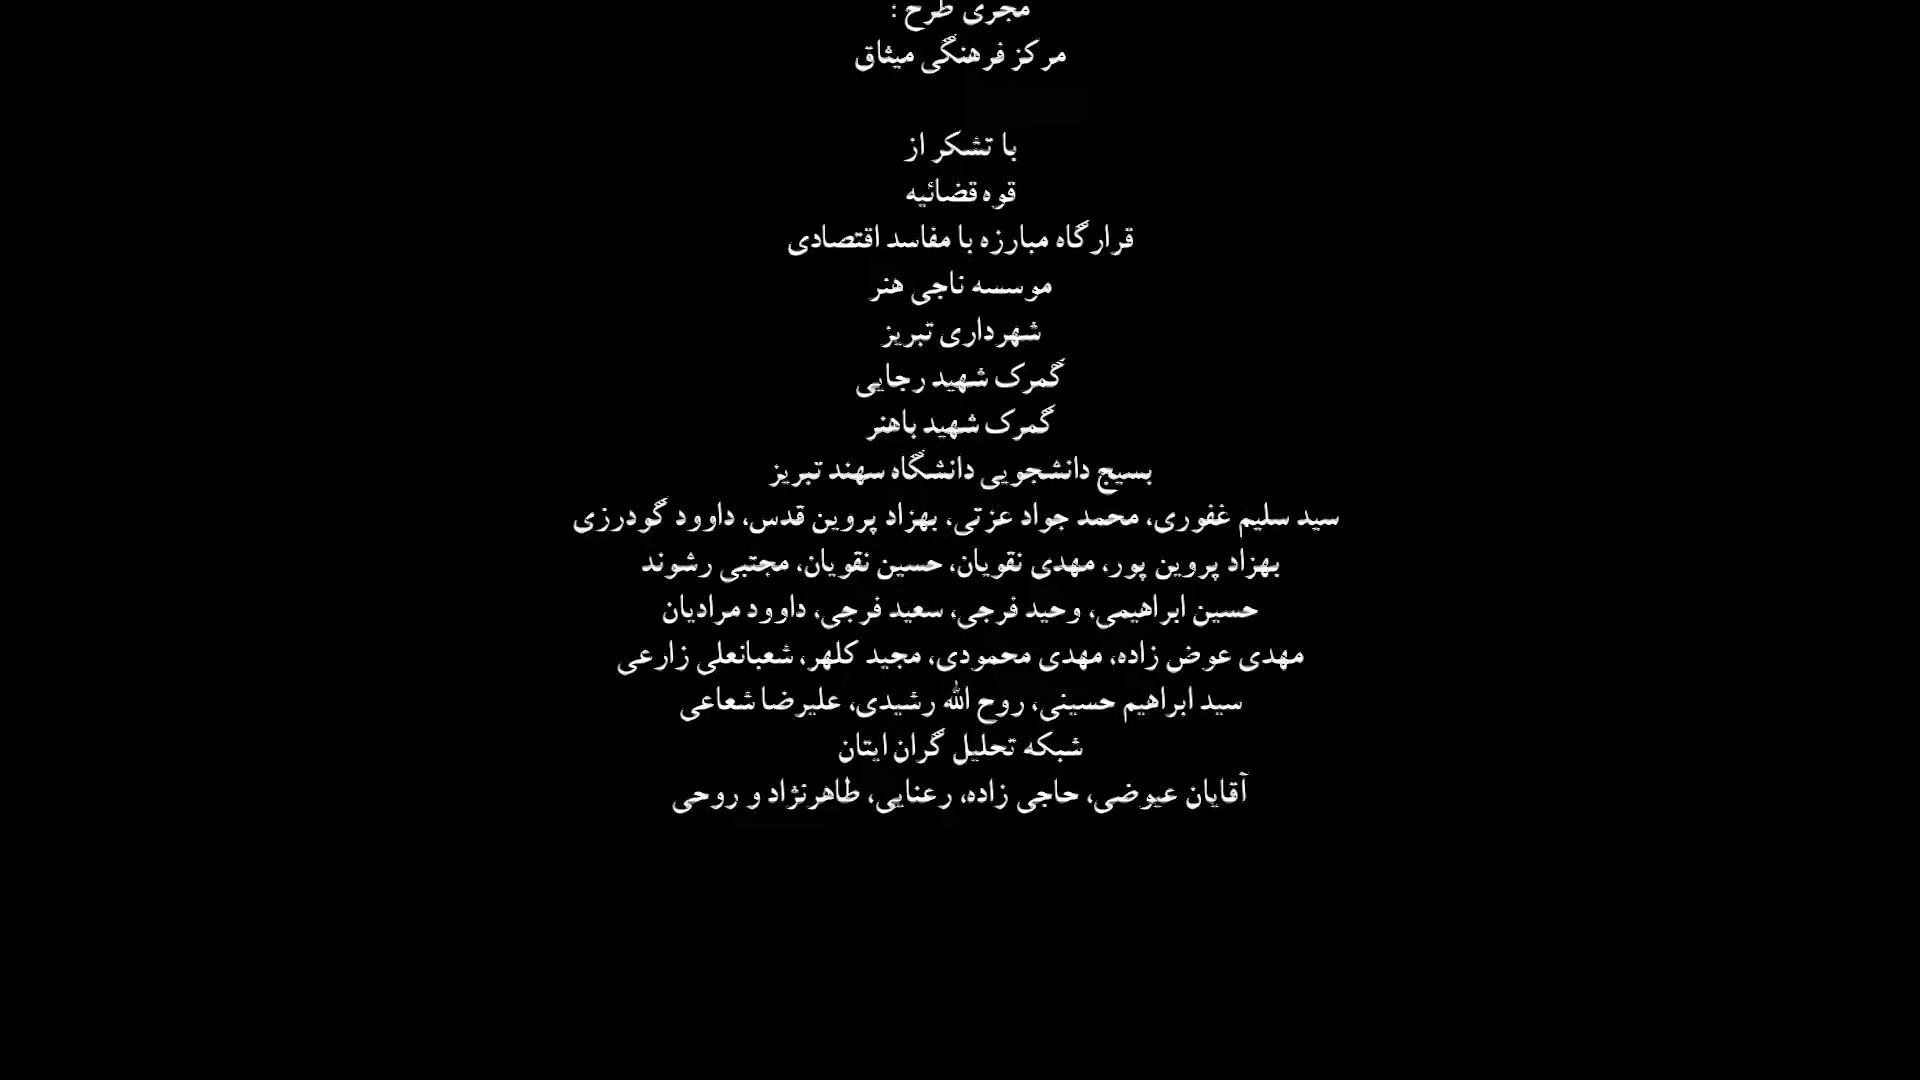 مجری طرح :
مرکز فرهنگی میثاق
با تشکر از
قوه قضائیه
قرارگاه مبارزه با مفاسد اقتصادی
موسسه ناجی هنر
شهرداری تبریز
گمرک شهید رجایی
گمرک شهید باهنر
بسیج دانشجویی دانشگاه سهند تبریز
سید سلیم غفوری، محمد جواد عزتی، بهزاد پروین قدس، داوود گودرزی
بهزاد پروین پور، مهدی نقویان، حسین نقویان، مجتبی رشوند
حسین ابراهیمی، وحید فرجی، سعید فرجی، داوود مرادیان
مهدی عوض زاده، مهدی محمودی، مجید کلهر، شعبانعلی زارعی
سید ابراهیم حسینی، روح الله رشیدی، علیرضا شعاعی
شبکه تحلیل گران ایتان
آقایان عیوضی، حاجی زاده، رعنایی، طاهرنژاد و روحی